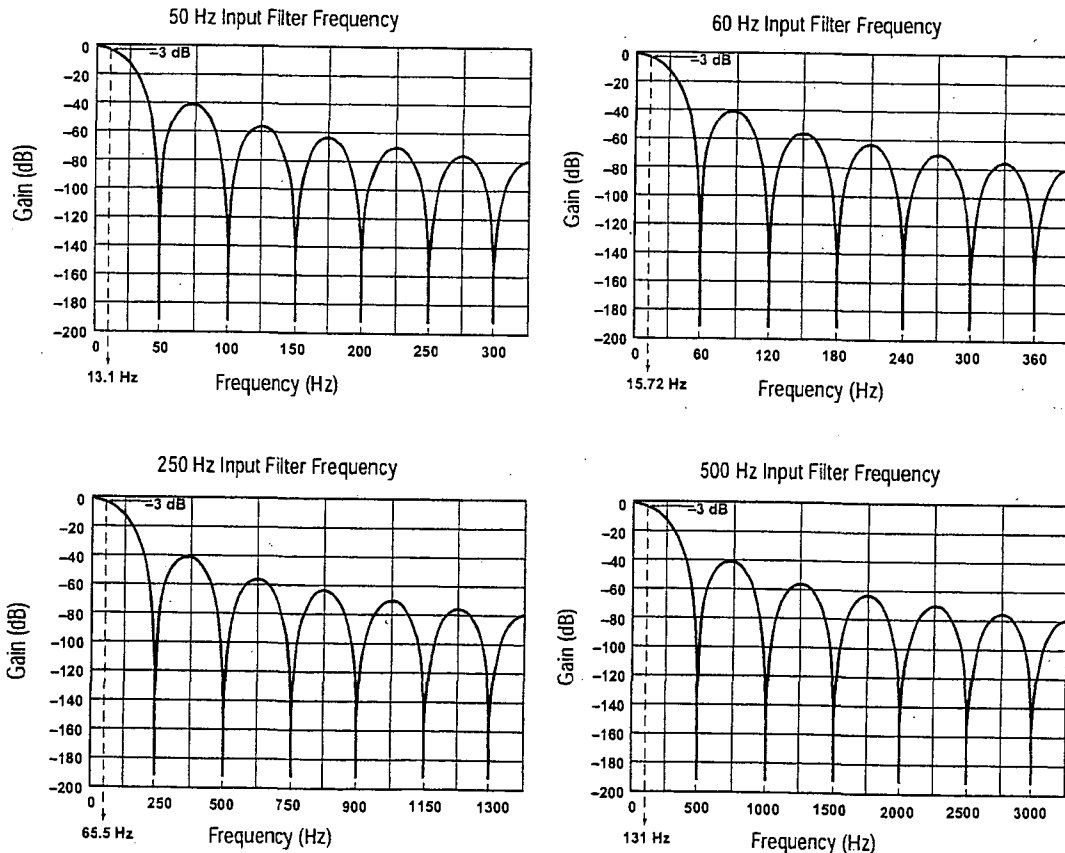 50 Hz Input Filter Frequency
0
–3 dB
–20
–40
–60
–80
–100
–120
–140
–160
–180
–200
Gain (dB)
0 50 100 150 200 250 300
13.1 Hz
Frequency (Hz)
60 Hz Input Filter Frequency
0
–3 dB
–20
–40
–60
–80
–100
–120
–140
–160
–180
–200
Gain (dB)
0 60 120 180 240 300 360
15.72 Hz
Frequency (Hz)
250 Hz Input Filter Frequency
0
–3 dB
–20
–40
–60
–80
–100
–120
–140
–160
–180
–200
Gain (dB)
0 250 500 750 900 1150 1300
65.5 Hz
Frequency (Hz)
500 Hz Input Filter Frequency
0
–3 dB
–20
–40
–60
–80
–100
–120
–140
–160
–180
–200
Gain (dB)
0 500 1000 1500 2000 2500 3000
131 Hz
Frequency (Hz)